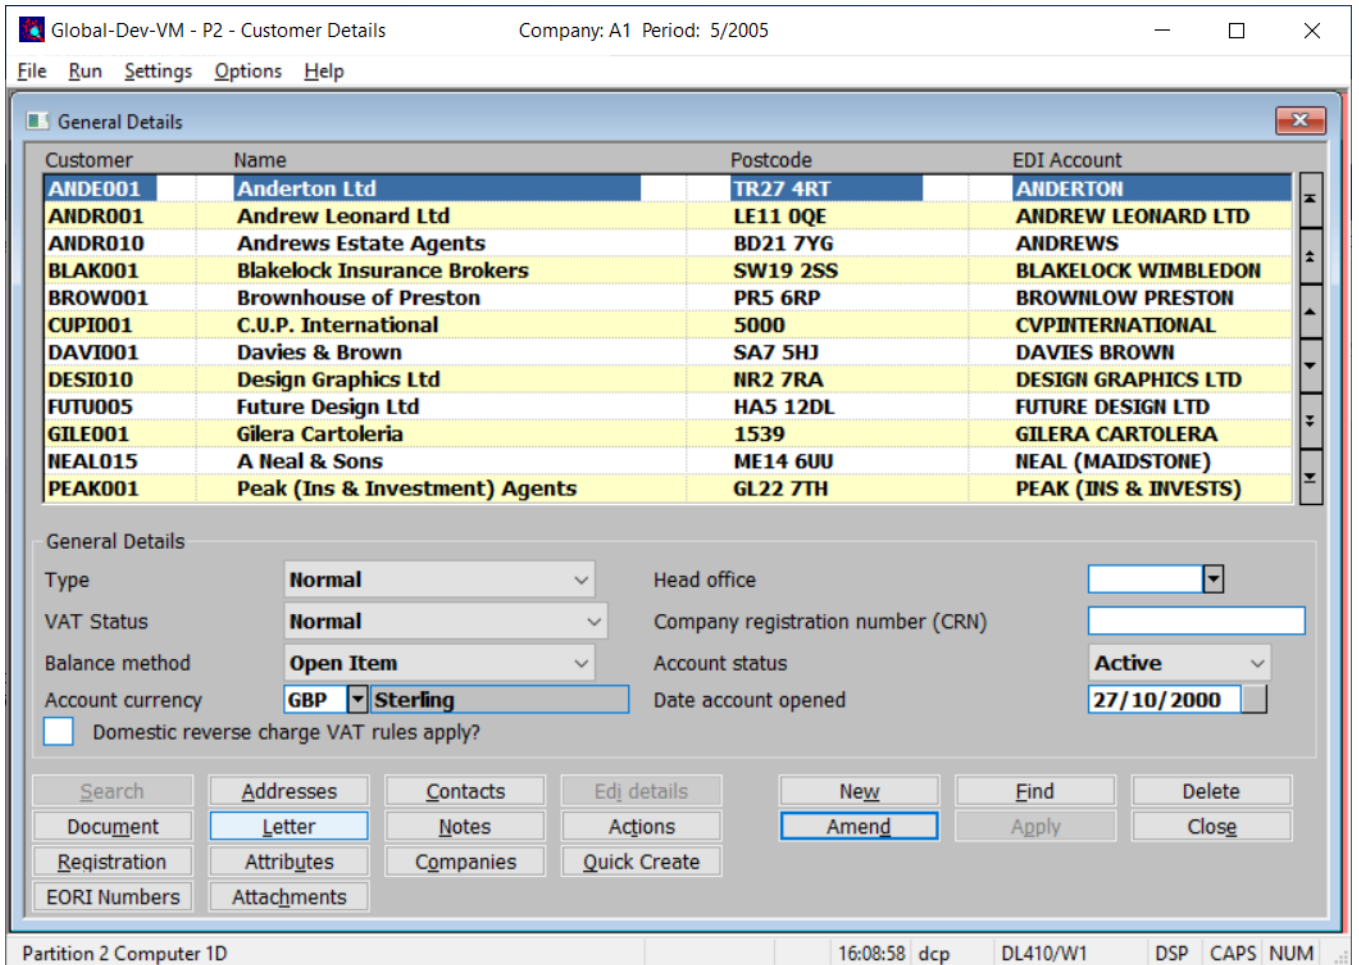 Global-Dev-VM - P2 - Customer Details Company: A1 Period: 5/2005
File Run Settings Options Help
General Details
Customer Name Postcode EDI Account
ANDE001 Anderton Ltd TR27 4RT ANDERTON
ANDR001 Andrew Leonard Ltd LE11 0QE ANDREW LEONARD LTD
ANDR010 Andrews Estate Agents BD21 7YG ANDREWS
BLAK001 Blakelock Insurance Brokers SW19 2SS BLAKELOCK WIMBLEDON
BROW001 Brownhouse of Preston PR5 6RP BROWNLOW PRESTON
CUPI001 C.U.P. International 5000 CVPINTERNATIONAL
DAVI001 Davies & Brown SA7 5HJ DAVIES BROWN
DESI010 Design Graphics Ltd NR2 7RA DESIGN GRAPHICS LTD
FUTU005 Future Design Ltd HA5 12DL FUTURE DESIGN LTD
GILE001 Gilera Cartoleria 1539 GILERA CARTOLERA
NEAL015 A Neal & Sons ME14 6UU NEAL (MAIDSTONE)
PEAK001 Peak (Ins & Investment) Agents GL22 7TH PEAK (INS & INVESTS)
General Details
Type Normal Head office
VAT Status Normal Company registration number (CRN)
Balance method Open Item Account status Active
Account currency GBP Sterling Date account opened 27/10/2000
Domestic reverse charge VAT rules apply?
Search Addresses Contacts Edi details New Find Delete
Document Letter Notes Actions Amend Apply Close
Registration Attributes Companies Quick Create
EORI Numbers Attachments
Partition 2 Computer 1D 16:08:58 dcp DL410/W1 DSP CAPS NUM